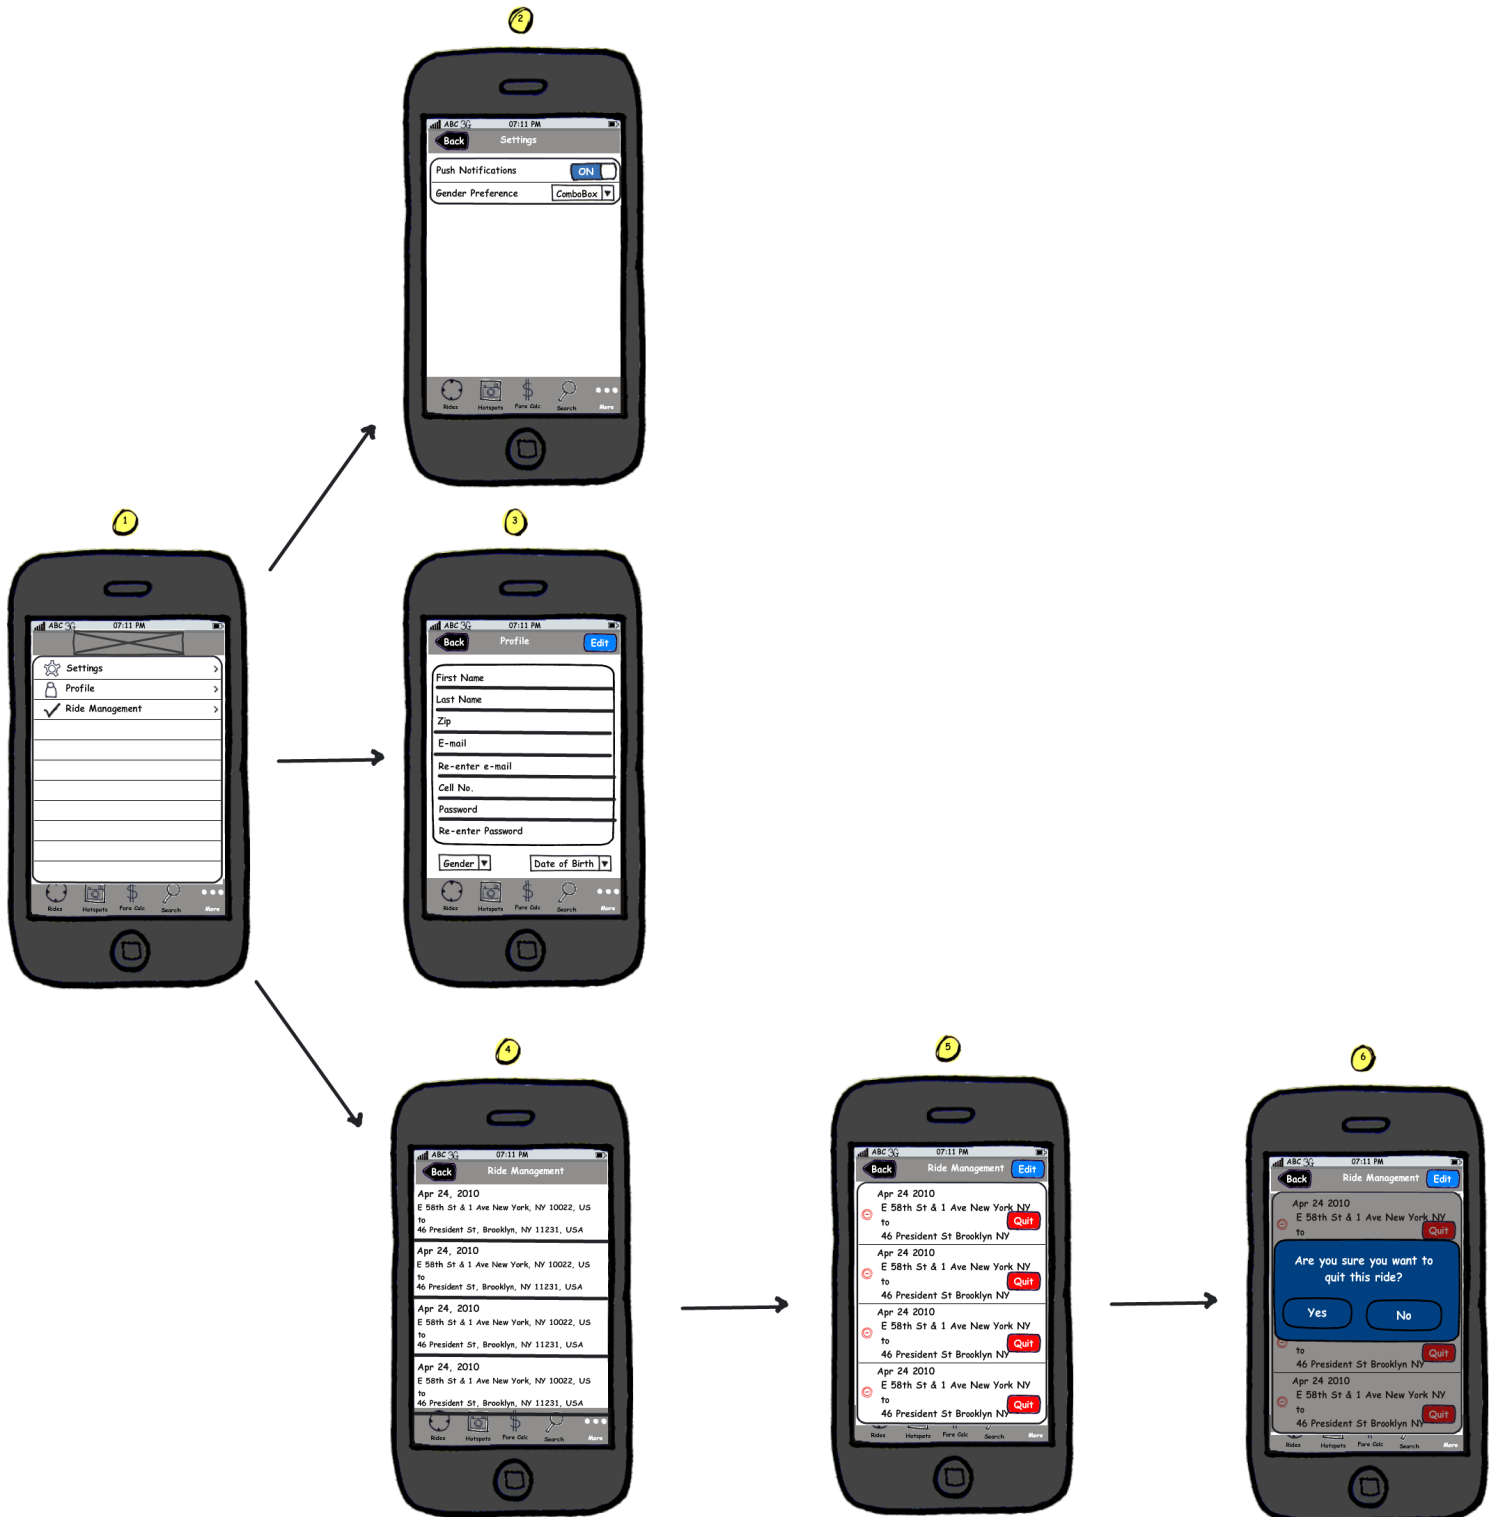 2
ABC 3G 07:11 PM
Back Settings
Push Notifications ON
Gender Preference ComboBox
Rides Hotspots Fare Calc Search More
1
ABC 3G 07:11 PM
Settings
Profile
Ride Management
Rides Hotspots Fare Calc Search More
3
ABC 3G 07:11 PM
Back Profile Edit
First Name
Last Name
Zip
E-mail
Re-enter e-mail
Cell No.
Password
Re-enter Password
Gender Date of Birth
Rides Hotspots Fare Calc Search More
4
ABC 3G 07:11 PM
Back Ride Management
Apr 24, 2010
E 58th St & 1 Ave New York, NY 10022, US
to
46 President St, Brooklyn, NY 11231, USA
Apr 24, 2010
E 58th St & 1 Ave New York, NY 10022, US
to
46 President St, Brooklyn, NY 11231, USA
Apr 24, 2010
E 58th St & 1 Ave New York, NY 10022, US
to
46 President St, Brooklyn, NY 11231, USA
Apr 24, 2010
E 58th St & 1 Ave New York, NY 10022, US
to
46 President St, Brooklyn, NY 11231, USA
Rides Hotspots Fare Calc Search More
5
ABC 3G 07:11 PM
Back Ride Management Edit
Apr 24 2010
E 58th St & 1 Ave New York NY
to Quit
46 President St Brooklyn NY
Apr 24 2010
E 58th St & 1 Ave New York NY
to Quit
46 President St Brooklyn NY
Apr 24 2010
E 58th St & 1 Ave New York NY
to Quit
46 President St Brooklyn NY
Apr 24 2010
E 58th St & 1 Ave New York NY
to Quit
46 President St Brooklyn NY
Rides Hotspots Fare Calc Search More
6
ABC 3G 07:11 PM
Back Ride Management Edit
Apr 24 2010
E 58th St & 1 Ave New York NY
to Quit
Are you sure you want to
quit this ride?
Yes No
to Quit
46 President St Brooklyn NY
Apr 24 2010
E 58th St & 1 Ave New York NY
to Quit
46 President St Brooklyn NY
Rides Hotspots Fare Calc Search More